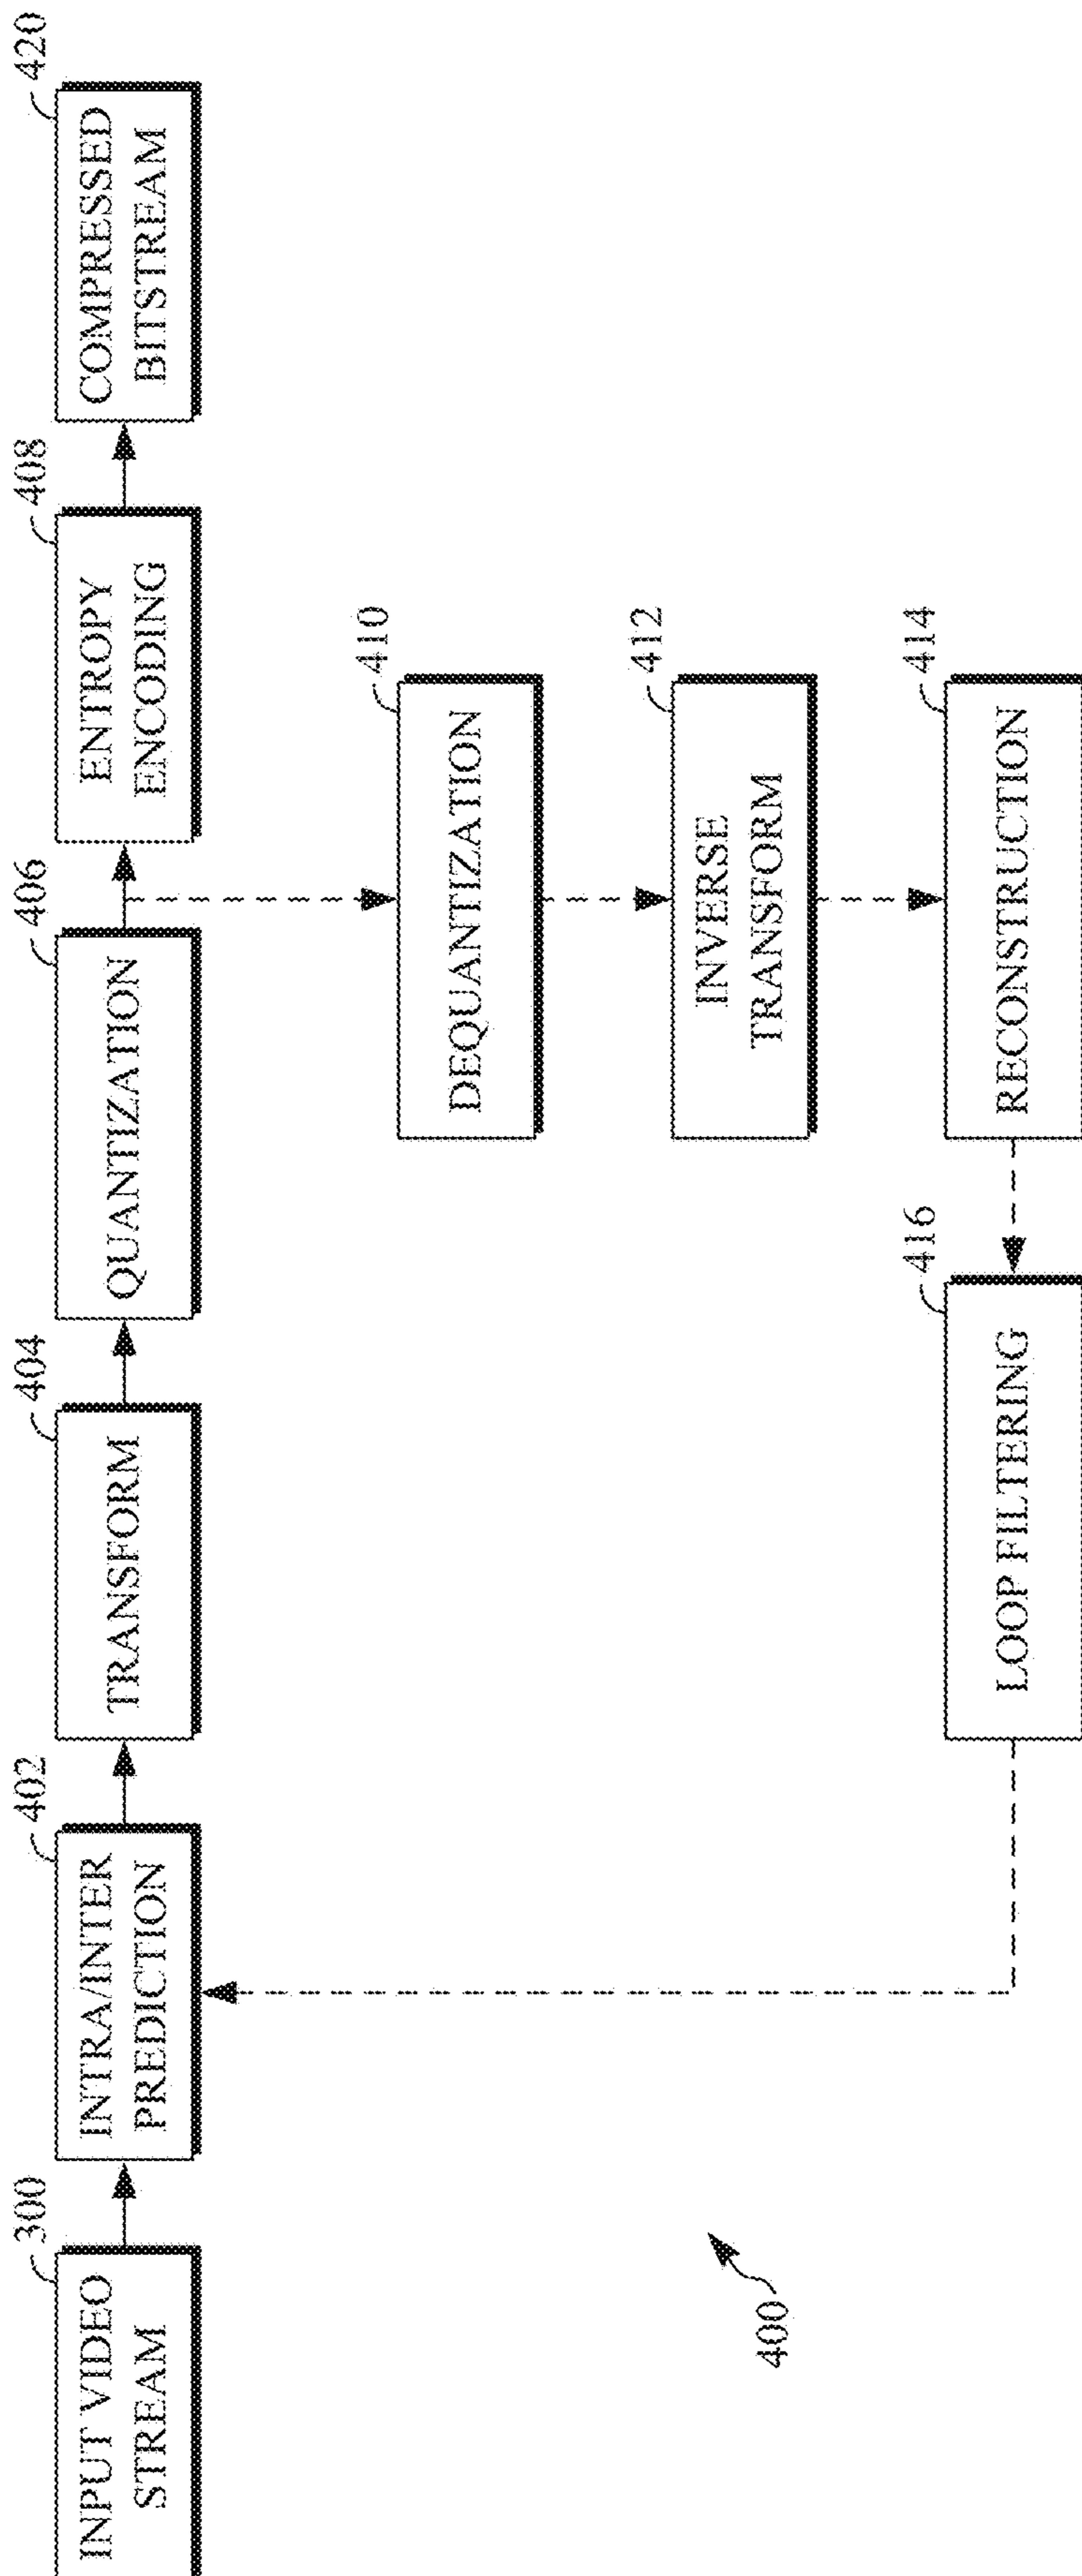 300
INPUT VIDEO
STREAM
402
INTRA/INTER
PREDICTION
404
TRANSFORM
406
QUANTIZATION
408
ENTROPY
ENCODING
420
COMPRESSED
BITSTREAM
410
DEQUANTIZATION
412
INVERSE
TRANSFORM
416
LOOP FILTERING
414
RECONSTRUCTION
400